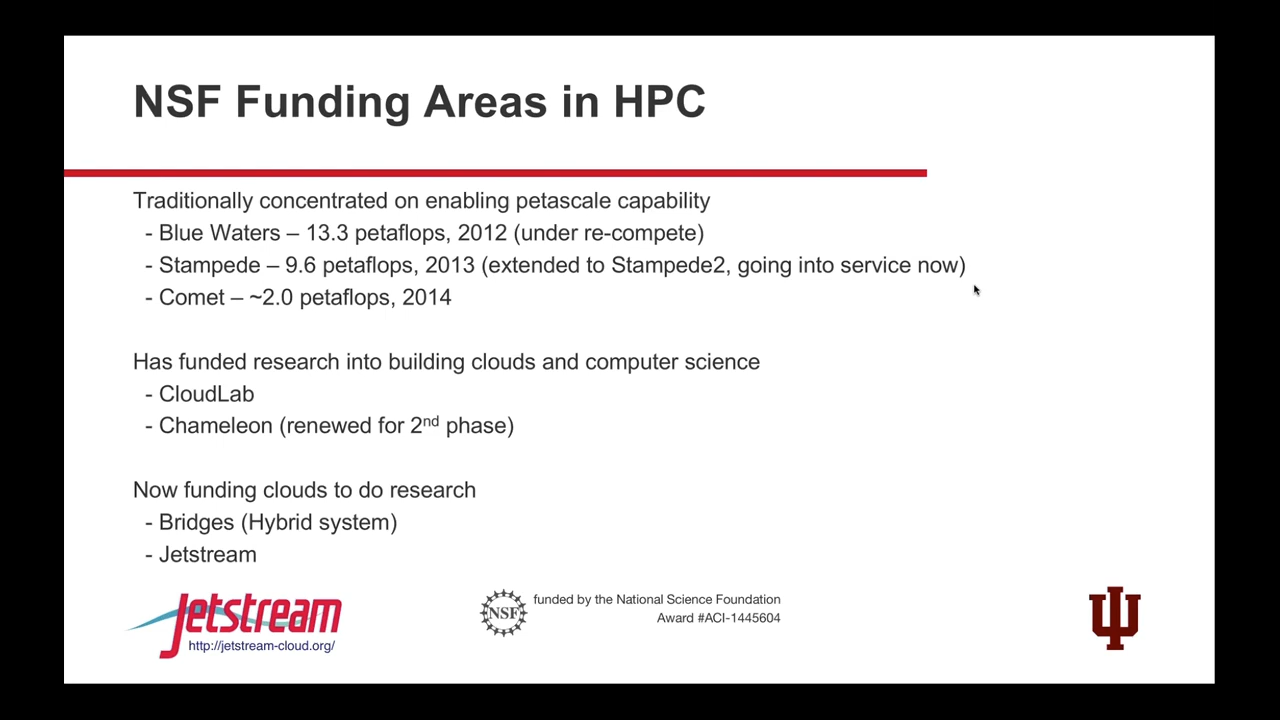 NSF Funding Areas in HPC
Traditionally concentrated on enabling petascale capability
- Blue Waters – 13.3 petaflops, 2012 (under re-compete)
- Stampede – 9.6 petaflops, 2013 (extended to Stampede2, going into service now)
- Comet – ~2.0 petaflops, 2014
Has funded research into building clouds and computer science
- CloudLab
- Chameleon (renewed for 2nd phase)
Now funding clouds to do research
- Bridges (Hybrid system)
- Jetstream
Jetstream
http://jetstream-cloud.org/
NSF
funded by the National Science Foundation
Award #ACI-1445604